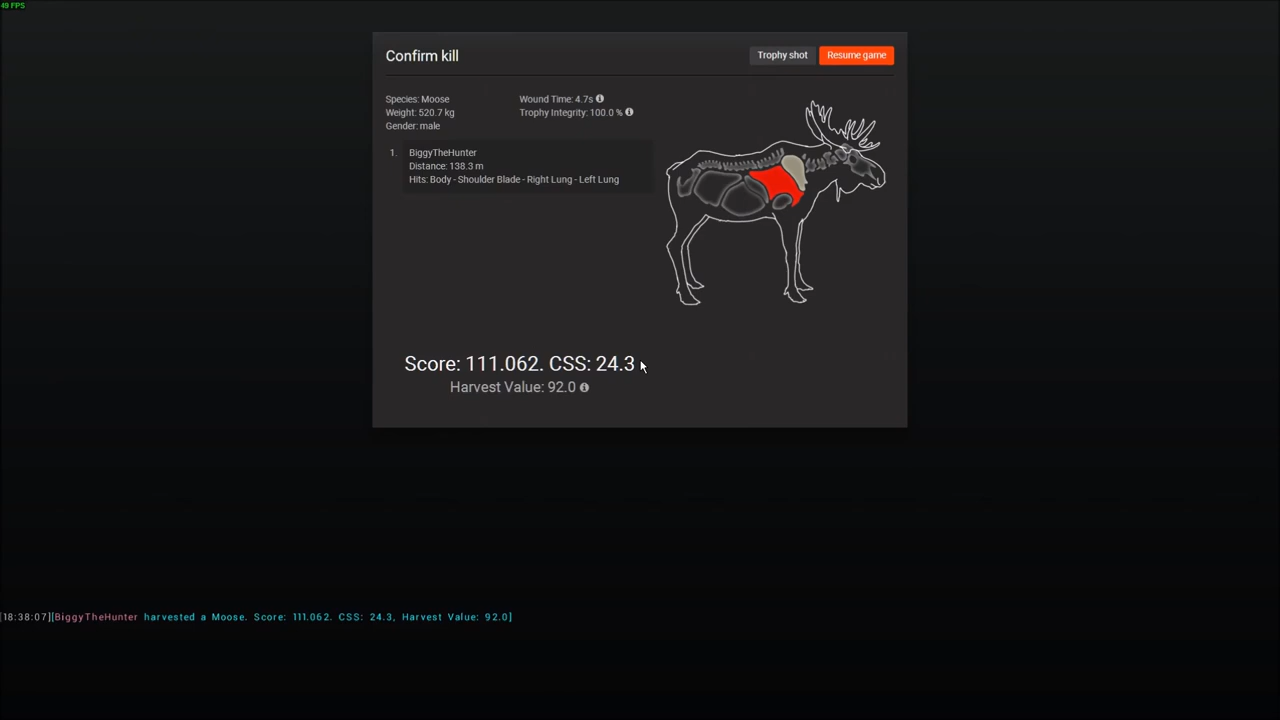 49 FPS
Confirm kill
Trophy shot
Resume game
Species: Moose
Weight: 520.7 kg
Gender: male
Wound Time: 4.7s
Trophy Integrity: 100.0 %
1.
BiggyTheHunter
Distance: 138.3 m
Hits: Body - Shoulder Blade - Right Lung - Left Lung
Score: 111.062. CSS: 24.3
Harvest Value: 92.0
[18:38:07][BiggyTheHunter harvested a Moose. Score: 111.062. CSS: 24.3, Harvest Value: 92.0]